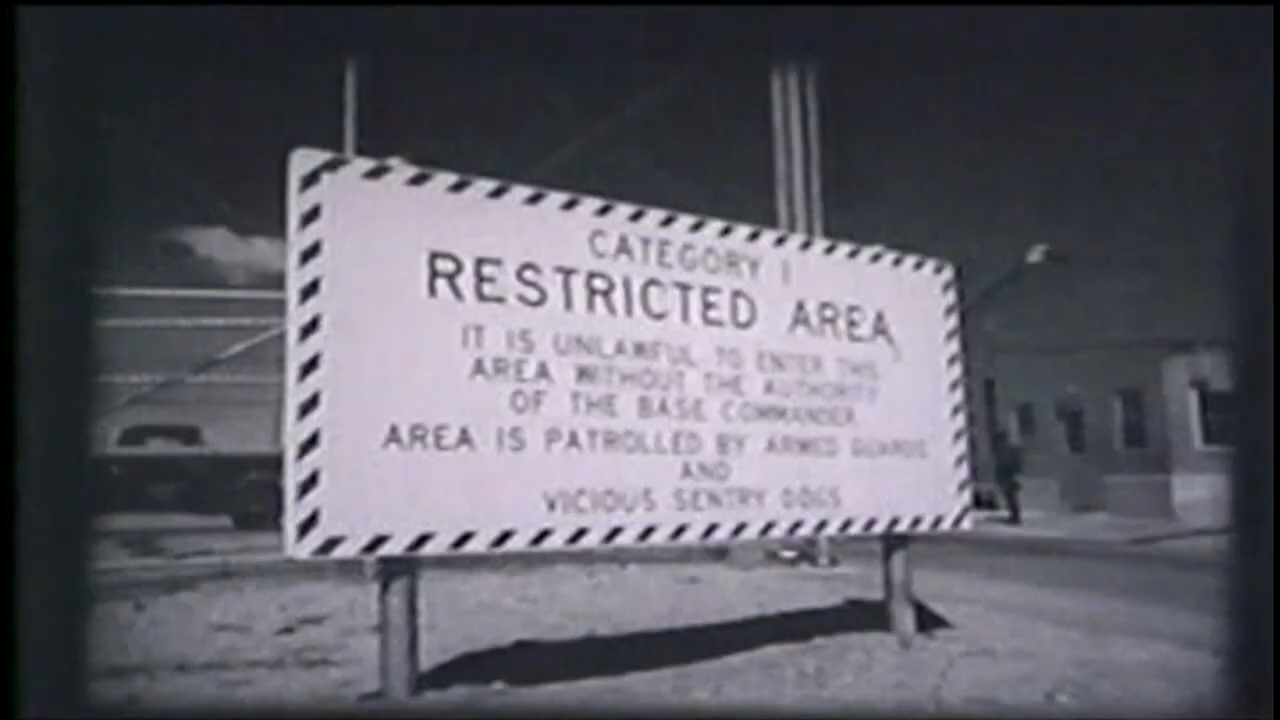 CATEGORY I
RESTRICTED AREA
IT IS UNLAWFUL TO ENTER THIS
AREA WITHOUT THE AUTHORITY
OF THE BASE COMMANDER
AREA IS PATROLLED BY ARMED GUARDS
AND
VICIOUS SENTRY DOGS